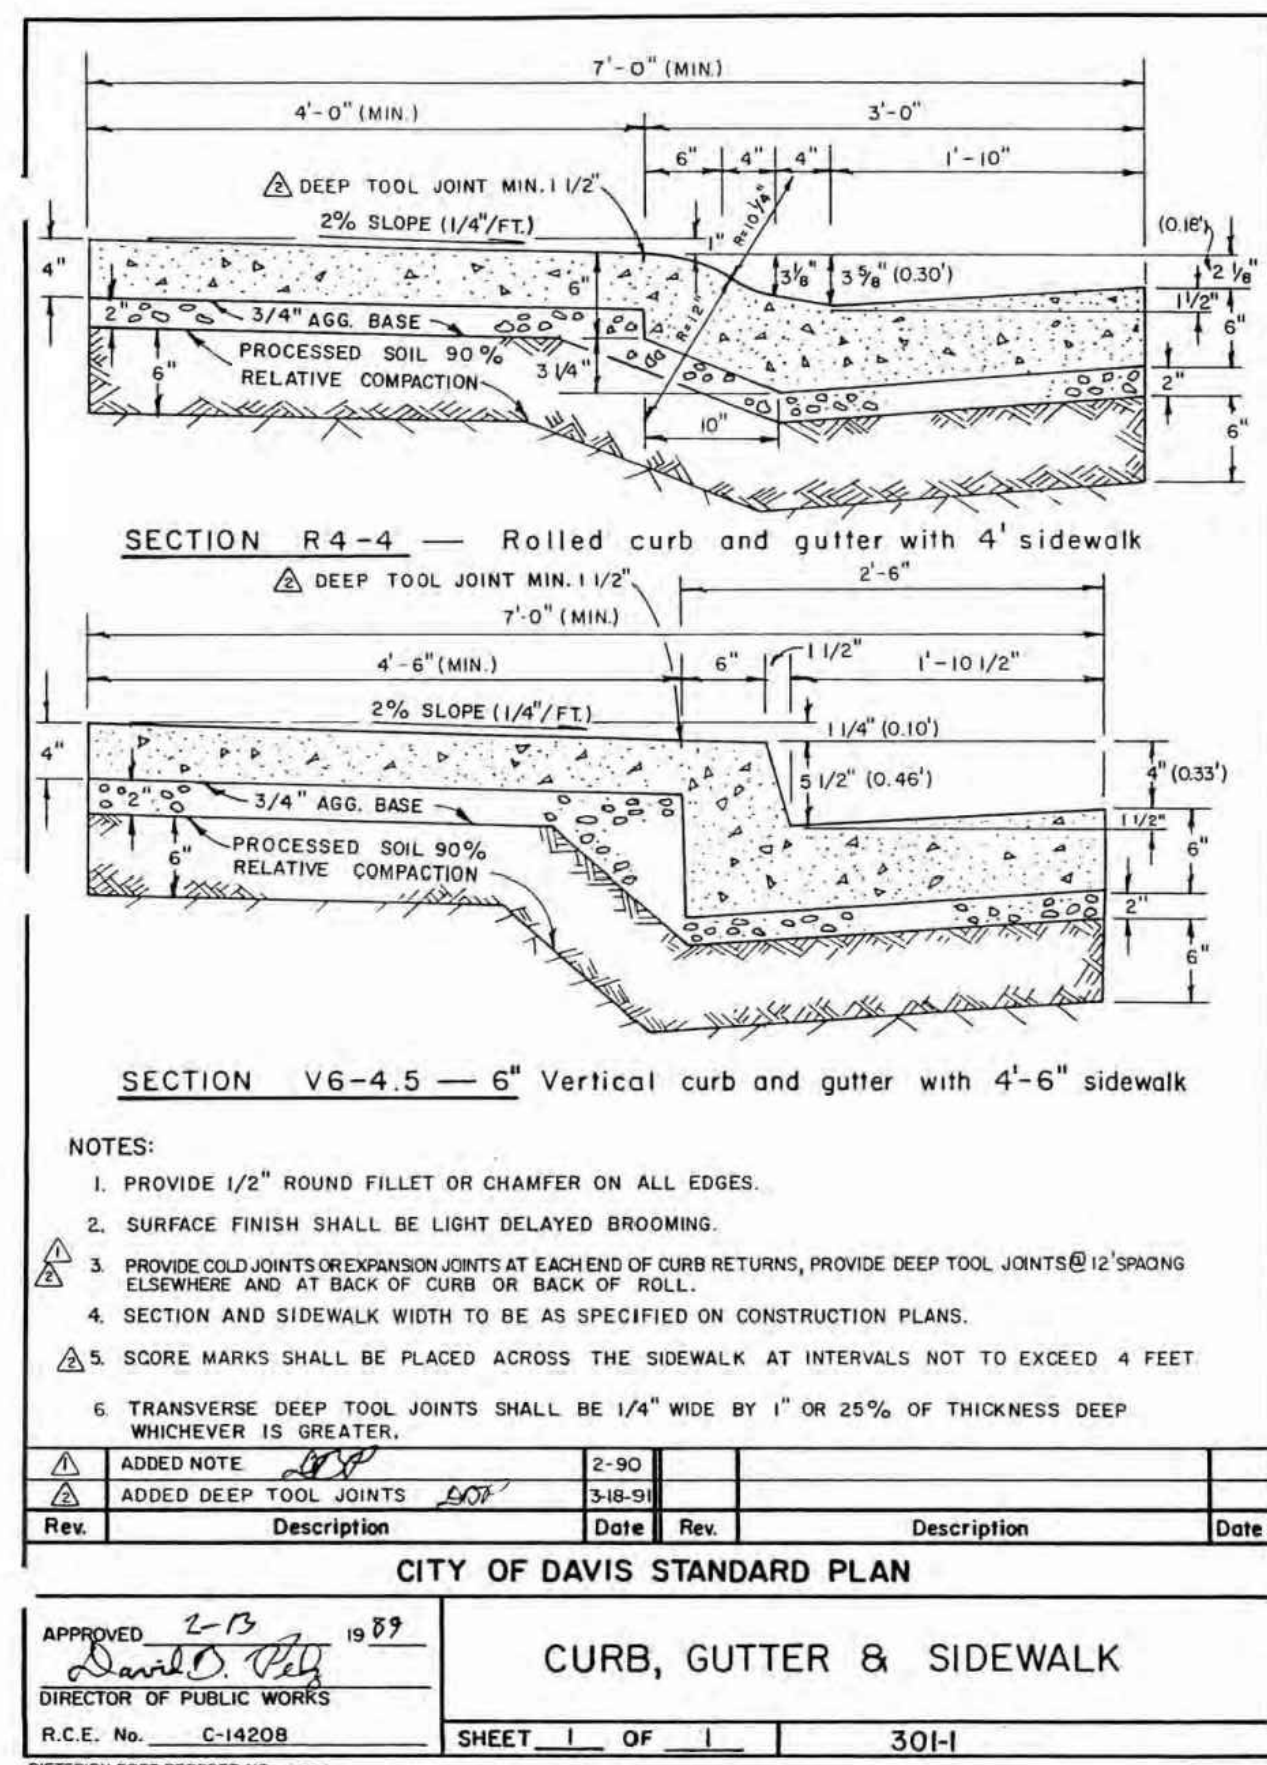 7'-0" (MIN.)
4'-0" (MIN.)
3'-0"
6"
4"
4"
1'-10"
2 DEEP TOOL JOINT MIN. 1 1/2"
2% SLOPE (1/4"/FT.)
R=10 1/4"
1"
(0.18')
4"
6"
3 1/8"
3 5/8" (0.30')
2 1/8"
1 1/2"
2"
3/4" AGG. BASE
R=12"
6"
PROCESSED SOIL 90%
RELATIVE COMPACTION
6"
3 1/4"
2"
10"
6"
SECTION R4-4 — Rolled curb and gutter with 4' sidewalk
2 DEEP TOOL JOINT MIN. 1 1/2"
2'-6"
7'-0" (MIN.)
4'-6" (MIN.)
6"
1 1/2"
1'-10 1/2"
2% SLOPE (1/4"/FT.)
1 1/4" (0.10')
4"
5 1/2" (0.46')
4" (0.33')
2"
3/4" AGG. BASE
1 1/2"
PROCESSED SOIL 90%
RELATIVE COMPACTION
6"
6"
2"
6"
SECTION V6-4.5 — 6" Vertical curb and gutter with 4'-6" sidewalk
NOTES:
1. PROVIDE 1/2" ROUND FILLET OR CHAMFER ON ALL EDGES.
2. SURFACE FINISH SHALL BE LIGHT DELAYED BROOMING.
1
2 3. PROVIDE COLD JOINTS OR EXPANSION JOINTS AT EACH END OF CURB RETURNS, PROVIDE DEEP TOOL JOINTS @ 12' SPACING
ELSEWHERE AND AT BACK OF CURB OR BACK OF ROLL.
4. SECTION AND SIDEWALK WIDTH TO BE AS SPECIFIED ON CONSTRUCTION PLANS.
2 5. SCORE MARKS SHALL BE PLACED ACROSS THE SIDEWALK AT INTERVALS NOT TO EXCEED 4 FEET.
6. TRANSVERSE DEEP TOOL JOINTS SHALL BE 1/4" WIDE BY 1" OR 25% OF THICKNESS DEEP
WHICHEVER IS GREATER.
1 ADDED NOTE 2-90
2 ADDED DEEP TOOL JOINTS 3-18-91
Rev. Description Date Rev. Description Date
CITY OF DAVIS STANDARD PLAN
APPROVED 2-13 1989
David B. Pelz
DIRECTOR OF PUBLIC WORKS
R.C.E. No. C-14208
CURB, GUTTER & SIDEWALK
SHEET 1 OF 1
301-1